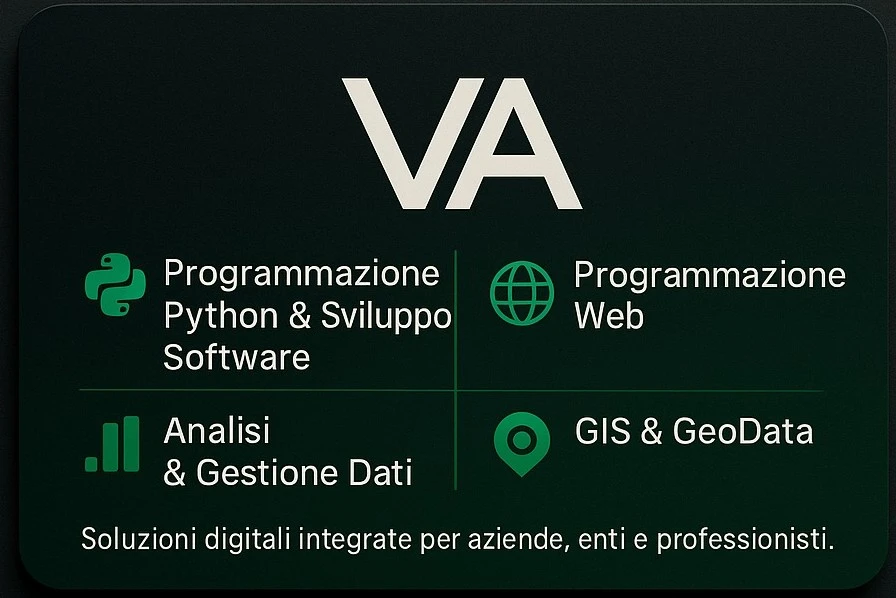 VA
Programmazione
Python & Sviluppo
Software
Programmazione
Web
Analisi
& Gestione Dati
GIS & GeoData
Soluzioni digitali integrate per aziende, enti e professionisti.